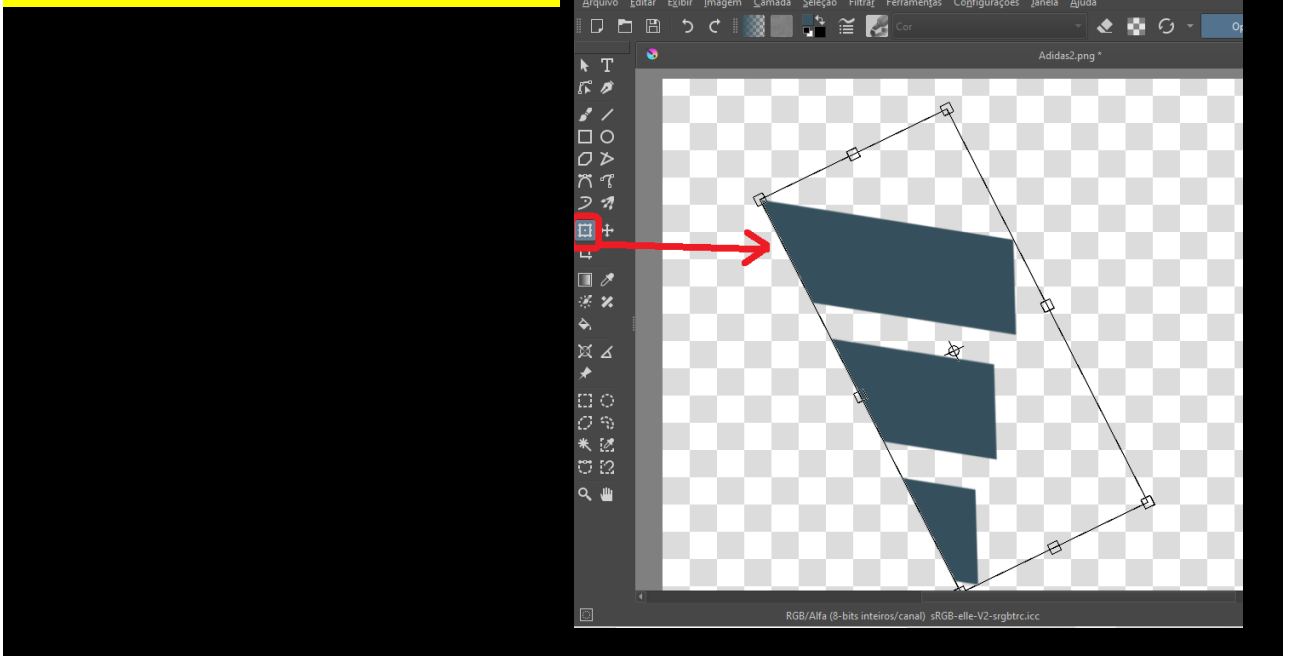 Arquivo Editar Exibir Imagem Camada Seleção Filtrar Ferramentas Configurações Janela Ajuda
Cor
Adidas2.png *
RGB/Alfa (8-bits inteiros/canal) sRGB-elle-V2-srgbtrc.icc